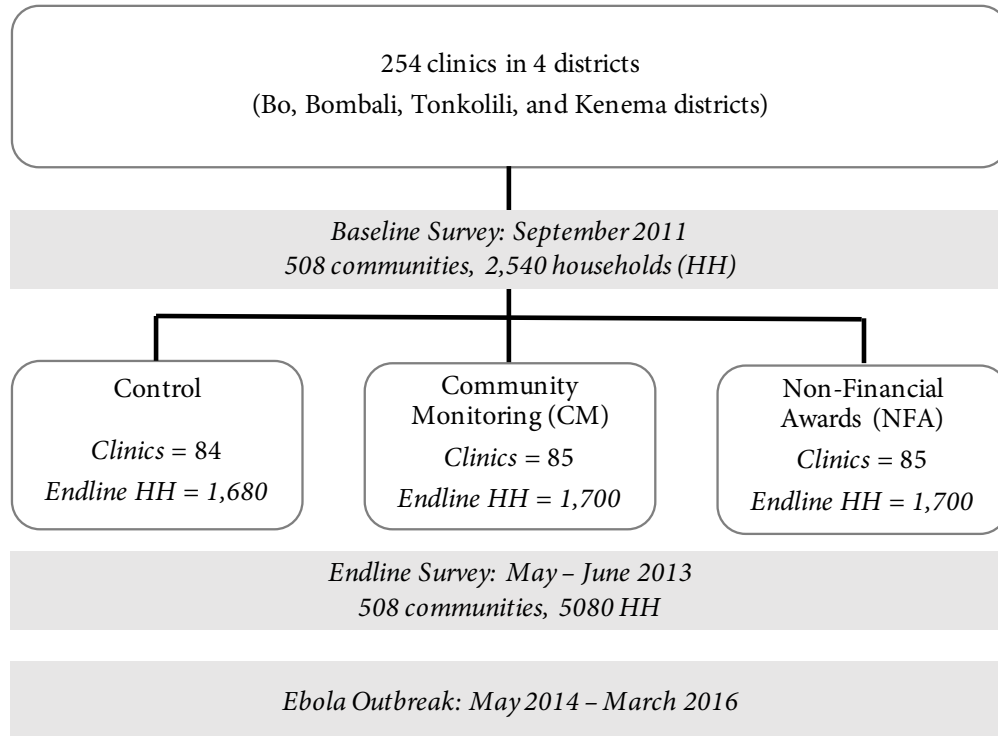 254 clinics in 4 districts
(Bo, Bombali, Tonkolili, and Kenema districts)
Baseline Survey: September 2011
508 communities, 2,540 households (HH)
Control
Clinics = 84
Endline HH = 1,680
Community
Monitoring (CM)
Clinics = 85
Endline HH = 1,700
Non-Financial
Awards (NFA)
Clinics = 85
Endline HH = 1,700
Endline Survey: May – June 2013
508 communities, 5080 HH
Ebola Outbreak: May 2014 – March 2016